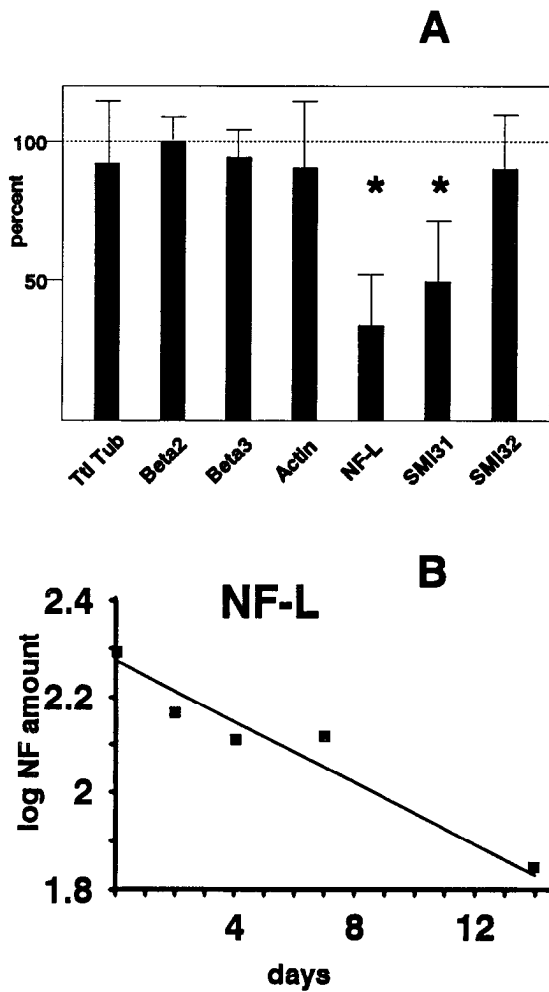 A
percent
100
50
*
*
Ttl Tub
Beta2
Beta3
Actin
NF-L
SMI31
SMI32
B
NF-L
log NF amount
2.4
2.2
2
1.8
4
8
12
days